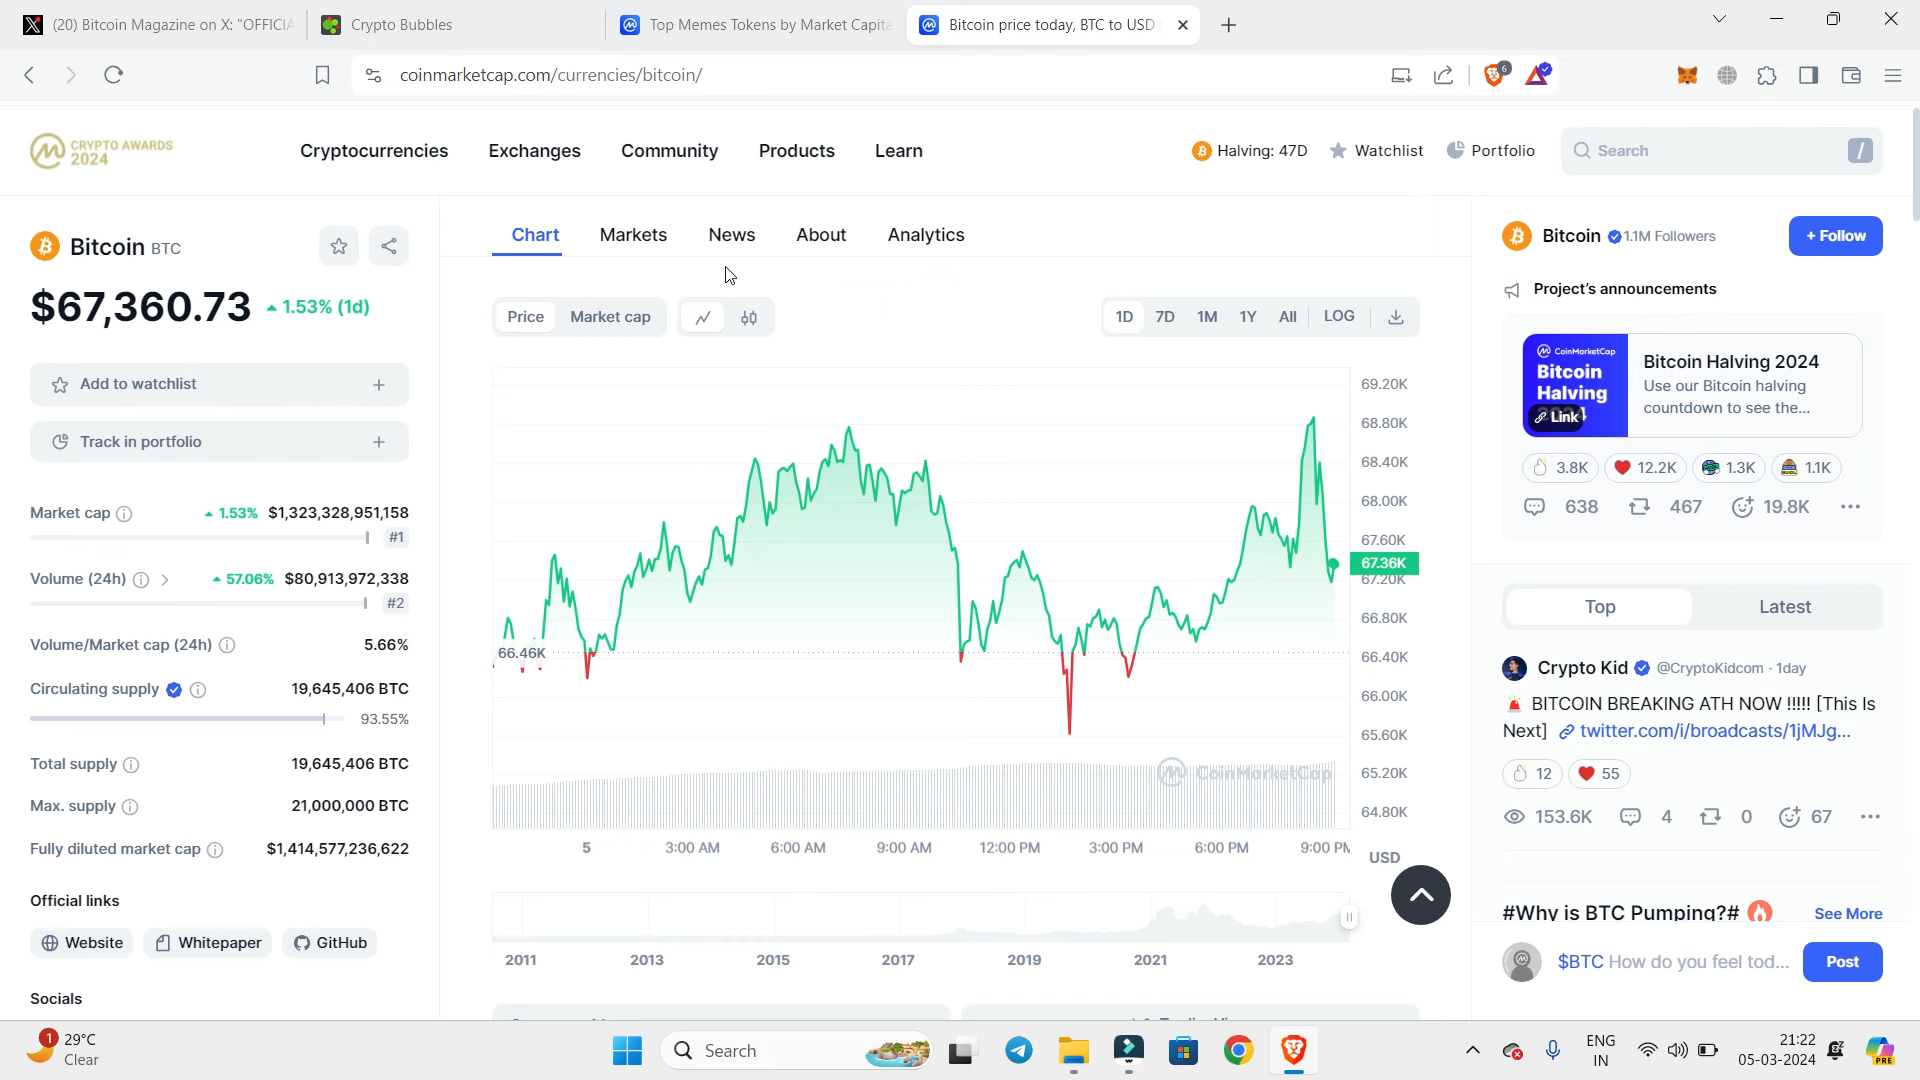 (20) Bitcoin Magazine on X: "OFFICIA
Crypto Bubbles
Top Memes Tokens by Market Capita
Bitcoin price today, BTC to USD
coinmarketcap.com/currencies/bitcoin/
6
CRYPTO AWARDS
2024
Cryptocurrencies
Exchanges
Community
Products
Learn
Halving: 47D
Watchlist
Portfolio
Search
/
Bitcoin BTC
$67,360.73
1.53% (1d)
Add to watchlist
+
Track in portfolio
+
Market cap
1.53% $1,323,328,951,158
#1
Volume (24h)
57.06% $80,913,972,338
#2
Volume/Market cap (24h)
5.66%
Circulating supply
19,645,406 BTC
93.55%
Total supply
19,645,406 BTC
Max. supply
21,000,000 BTC
Fully diluted market cap
$1,414,577,236,622
Official links
Website
Whitepaper
GitHub
Socials
Chart
Markets
News
About
Analytics
Price
Market cap
1D
7D
1M
1Y
All
LOG
69.20K
68.80K
68.40K
68.00K
67.60K
67.36K
67.20K
66.80K
66.46K
66.40K
66.00K
65.60K
65.20K
64.80K
CoinMarketCap
5
3:00 AM
6:00 AM
9:00 AM
12:00 PM
3:00 PM
6:00 PM
9:00 PM
USD
2011
2013
2015
2017
2019
2021
2023
Bitcoin
1.1M Followers
+ Follow
Project's announcements
CoinMarketCap
Bitcoin
Halving
2024
Link
Bitcoin Halving 2024
Use our Bitcoin halving
countdown to see the...
3.8K
12.2K
1.3K
1.1K
638
467
19.8K
Top
Latest
Crypto Kid @CryptoKidcom · 1day
BITCOIN BREAKING ATH NOW !!!!! [This Is
Next] twitter.com/i/broadcasts/1jMJg...
12
55
153.6K
4
0
67
#Why is BTC Pumping?#
See More
$BTC How do you feel tod...
Post
1
29°C
Clear
Search
ENG
IN
21:22
05-03-2024
PRE